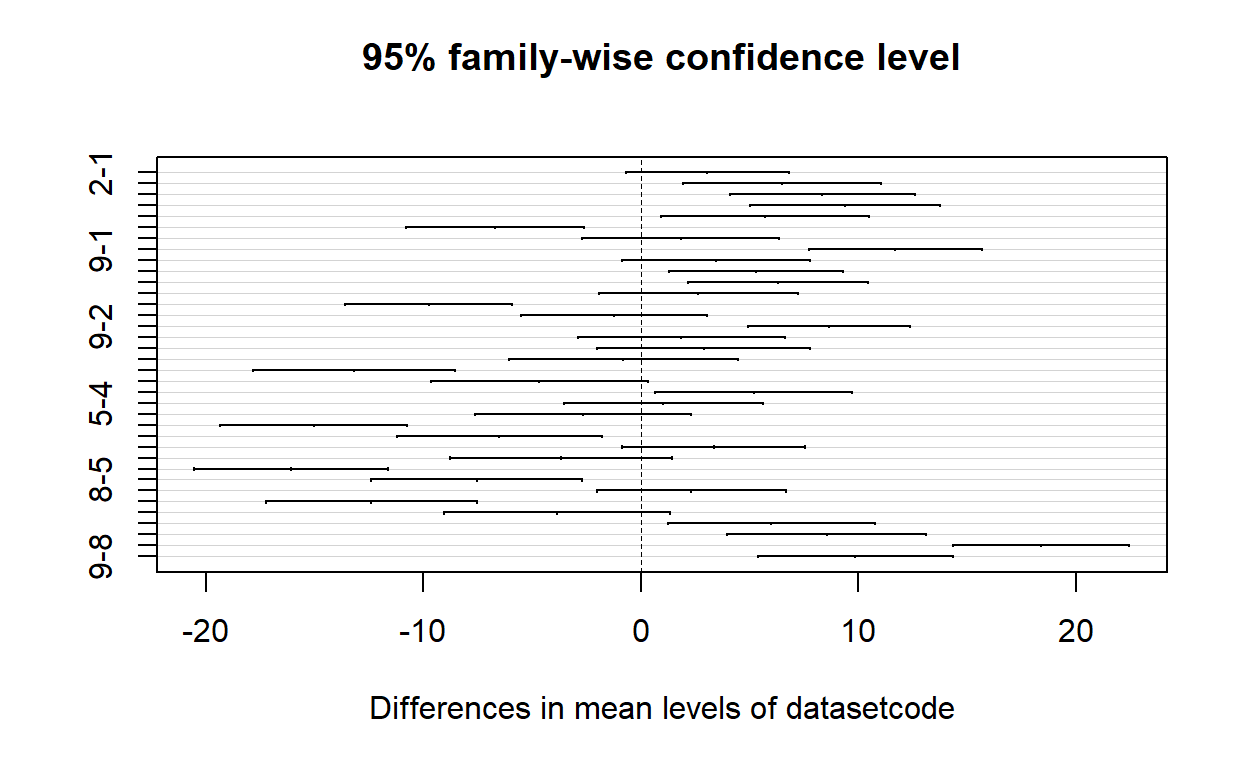 95% family-wise confidence level
2-1
9-1
9-2
5-4
8-5
9-8
-20 -10 0 10 20
Differences in mean levels of datasetcode